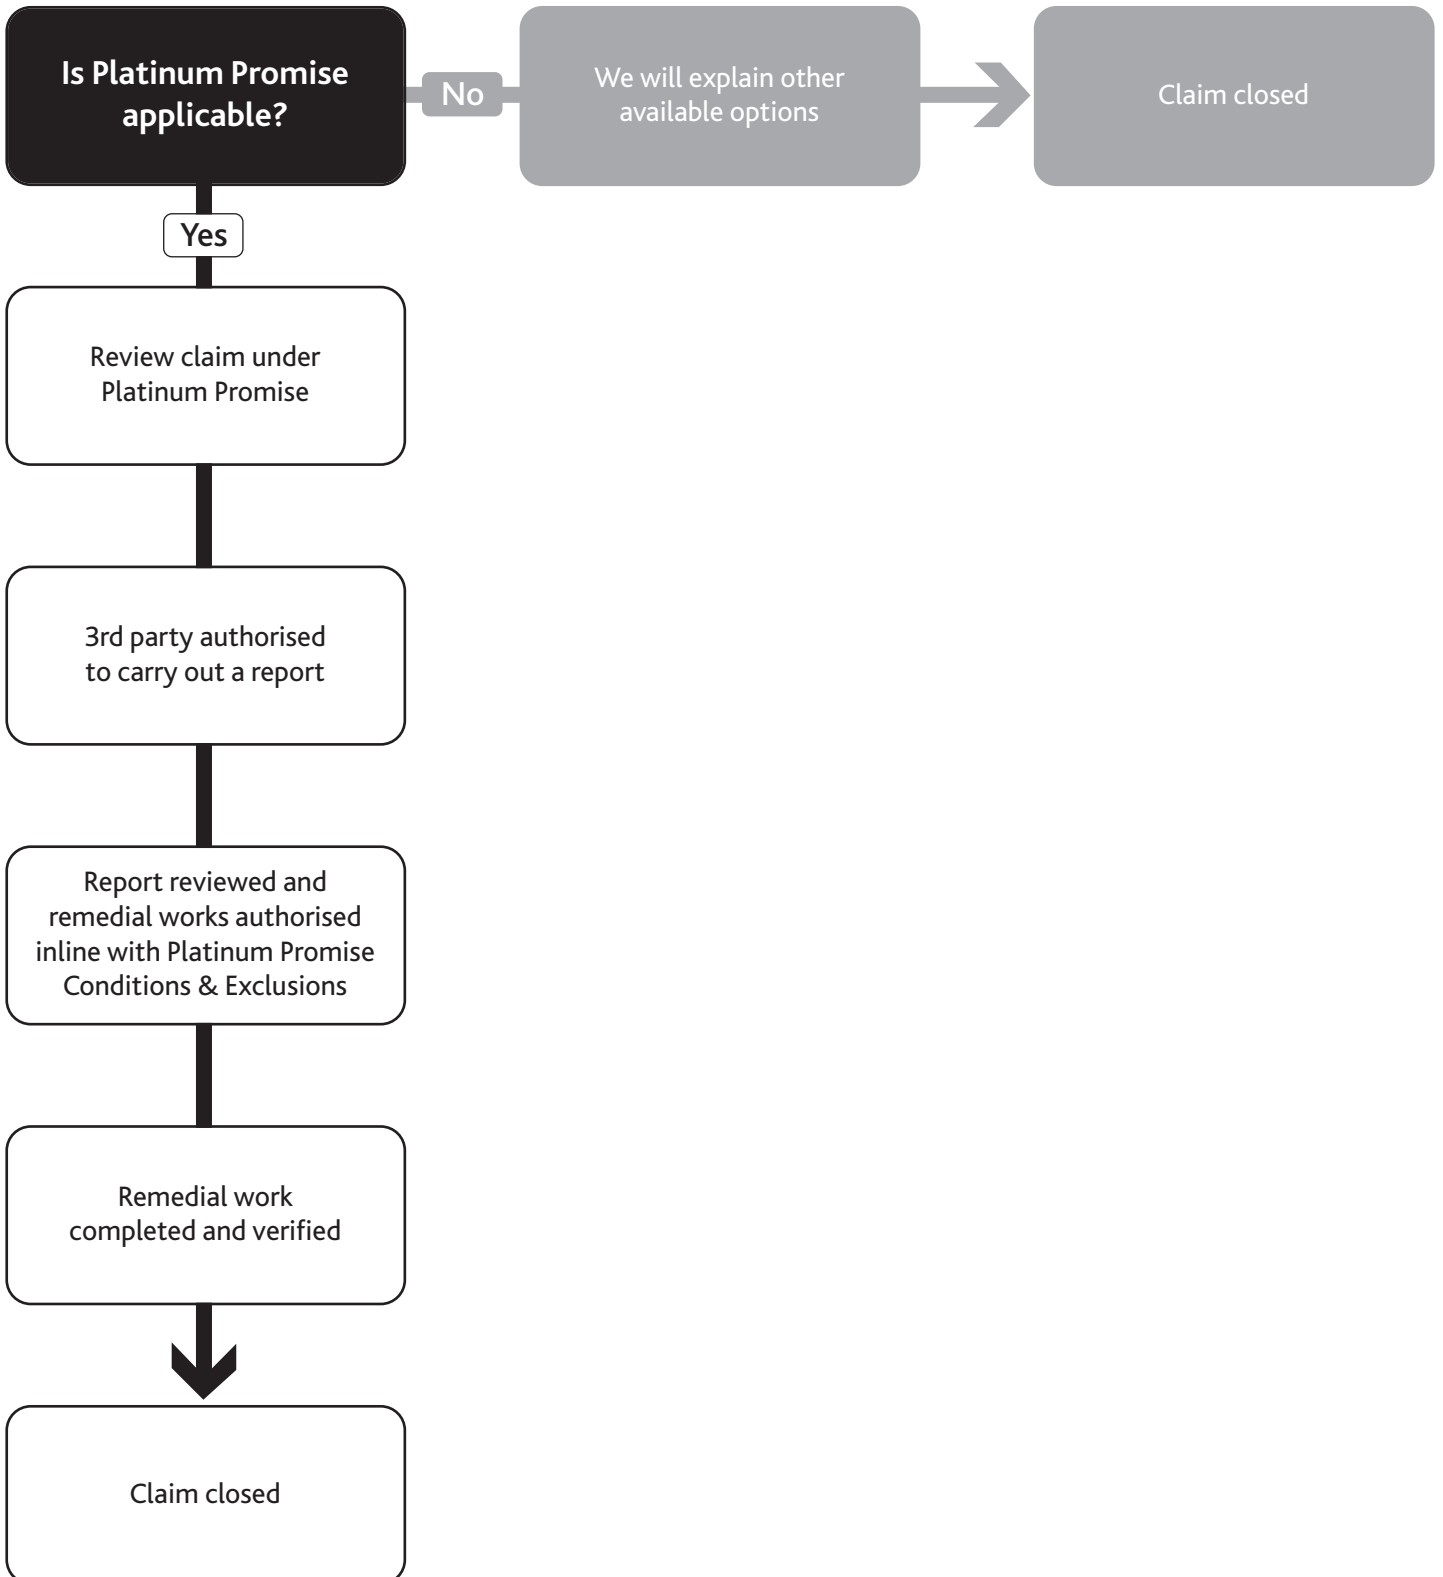 Is Platinum Promise
applicable?
No
We will explain other
available options
Claim closed
Yes
Review claim under
Platinum Promise
3rd party authorised
to carry out a report
Report reviewed and
remedial works authorised
inline with Platinum Promise
Conditions & Exclusions
Remedial work
completed and verified
Claim closed